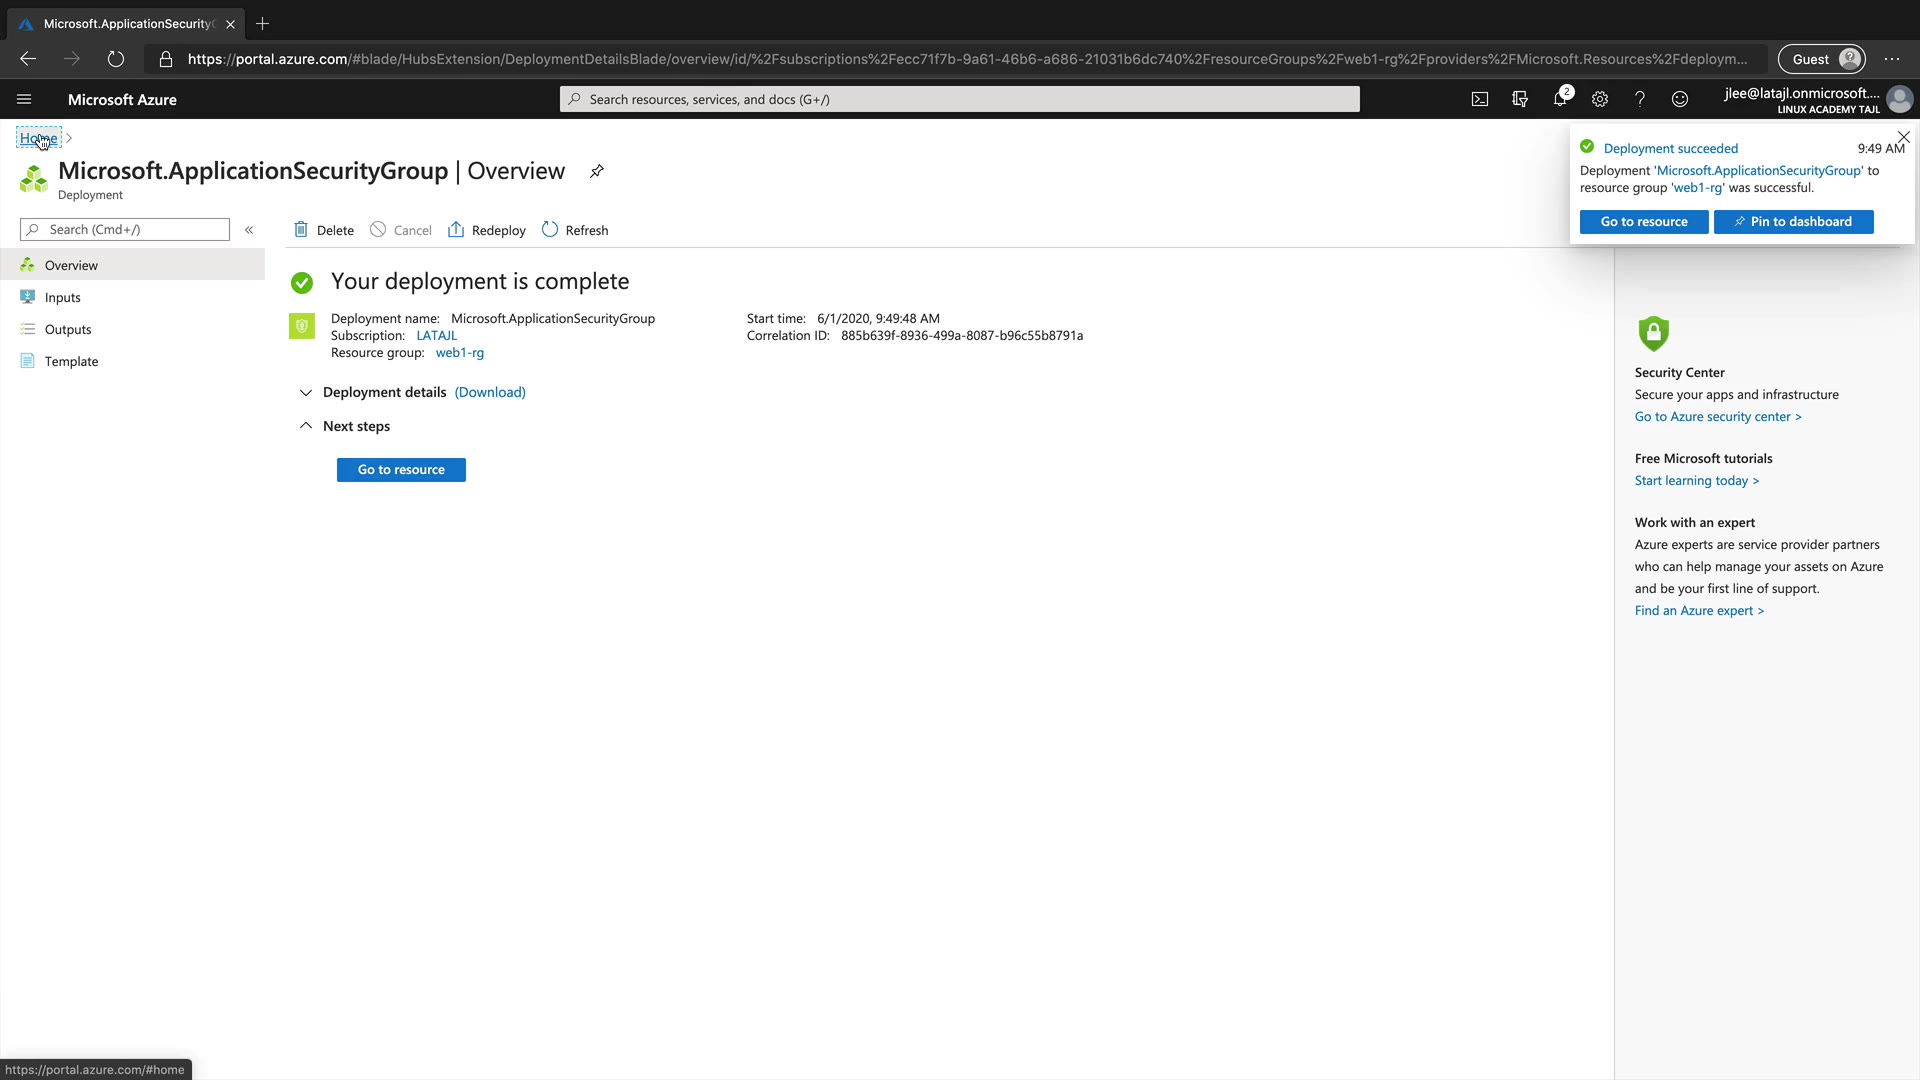 Microsoft.ApplicationSecurityG
https://portal.azure.com/#blade/HubsExtension/DeploymentDetailsBlade/overview/id/%2Fsubscriptions%2Fecc71f7b-9a61-46b6-a686-21031b6dc740%2FresourceGroups%2Fweb1-rg%2Fproviders%2FMicrosoft.Resources%2Fdeploym...
Guest
Microsoft Azure
Search resources, services, and docs (G+/)
2
jlee@latajl.onmicrosoft....
LINUX ACADEMY TAJL
Home
Microsoft.ApplicationSecurityGroup | Overview
Deployment
Deployment succeeded 9:49 AM
Deployment 'Microsoft.ApplicationSecurityGroup' to
resource group 'web1-rg' was successful.
Go to resource
Pin to dashboard
Search (Cmd+/)
«
Delete
Cancel
Redeploy
Refresh
Overview
Inputs
Outputs
Template
Your deployment is complete
Deployment name: Microsoft.ApplicationSecurityGroup
Subscription: LATAJL
Resource group: web1-rg
Start time: 6/1/2020, 9:49:48 AM
Correlation ID: 885b639f-8936-499a-8087-b96c55b8791a
Deployment details (Download)
Next steps
Go to resource
Security Center
Secure your apps and infrastructure
Go to Azure security center >
Free Microsoft tutorials
Start learning today >
Work with an expert
Azure experts are service provider partners
who can help manage your assets on Azure
and be your first line of support.
Find an Azure expert >
https://portal.azure.com/#home